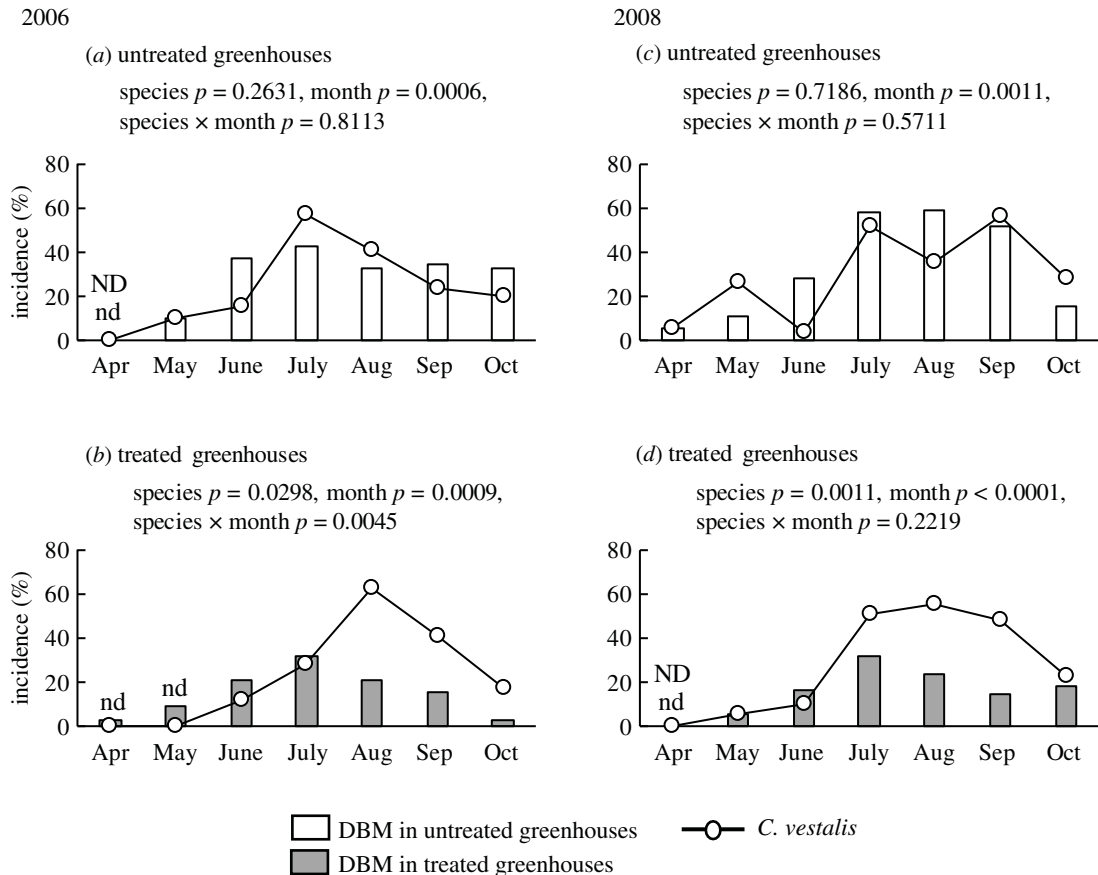 2006
(a) untreated greenhouses
species p = 0.2631, month p = 0.0006,
species × month p = 0.8113
incidence (%)
80
60
40
20
0
ND
nd
Apr May June July Aug Sep Oct
2008
(c) untreated greenhouses
species p = 0.7186, month p = 0.0011,
species × month p = 0.5711
80
60
40
20
0
Apr May June July Aug Sep Oct
(b) treated greenhouses
species p = 0.0298, month p = 0.0009,
species × month p = 0.0045
incidence (%)
80
60
40
20
0
nd nd
Apr May June July Aug Sep Oct
(d) treated greenhouses
species p = 0.0011, month p < 0.0001,
species × month p = 0.2219
80
60
40
20
0
ND
nd
Apr May June July Aug Sep Oct
DBM in untreated greenhouses
C. vestalis
DBM in treated greenhouses